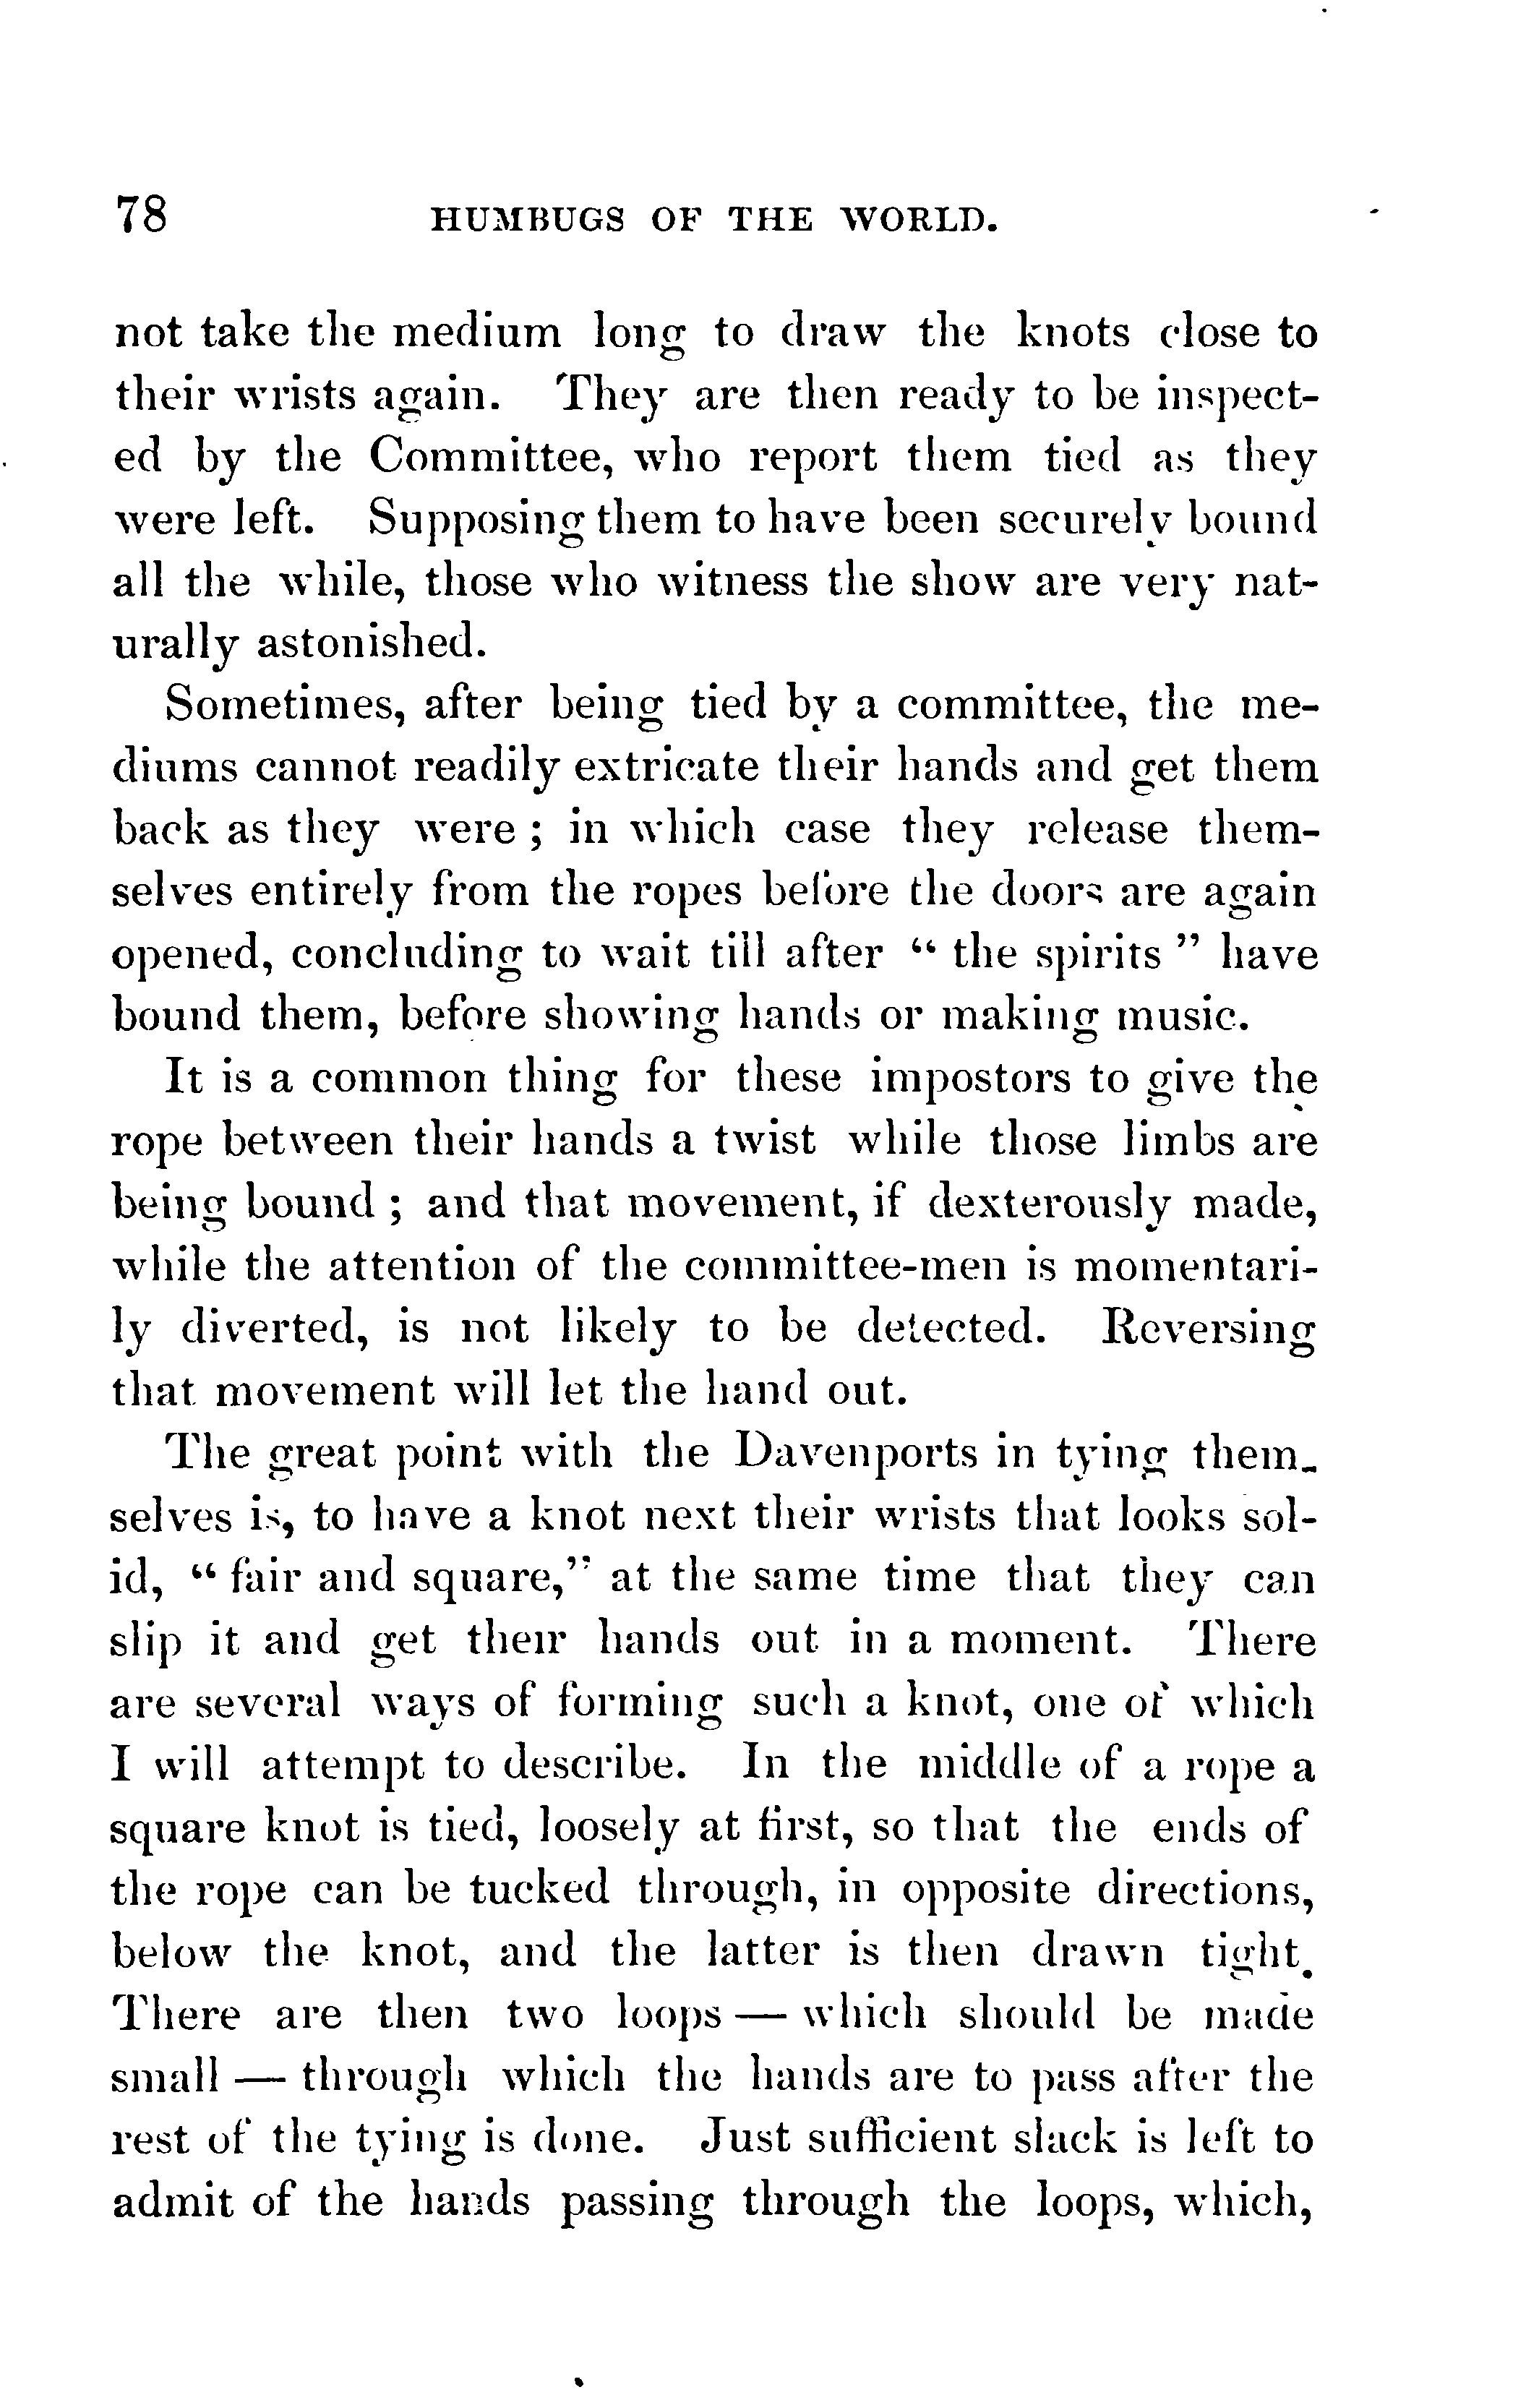 78 HUMBUGS OF THE WORLD.
not take the medium long to draw the knots close to
their wrists again. They are then ready to be inspect-
ed by the Committee, who report them tied as they
were left. Supposing them to have been securely bound
all the while, those who witness the show are very nat-
urally astonished.
Sometimes, after being tied by a committee, the me-
diums cannot readily extricate their hands and get them
back as they were ; in which case they release them-
selves entirely from the ropes before the doors are again
opened, concluding to wait till after “ the spirits ” have
bound them, before showing hands or making music.
It is a common thing for these impostors to give the
rope between their hands a twist while those limbs are
being bound ; and that movement, if dexterously made,
while the attention of the committee-men is momentari-
ly diverted, is not likely to be detected. Reversing
that movement will let the hand out.
The great point with the Davenports in tying them-
selves is, to have a knot next their wrists that looks sol-
id, “ fair and square,” at the same time that they can
slip it and get their hands out in a moment. There
are several ways of forming such a knot, one of which
I will attempt to describe. In the middle of a rope a
square knot is tied, loosely at first, so that the ends of
the rope can be tucked through, in opposite directions,
below the knot, and the latter is then drawn tight.
There are then two loops — which should be made
small — through which the hands are to pass after the
rest of the tying is done. Just sufficient slack is left to
admit of the hands passing through the loops, which,